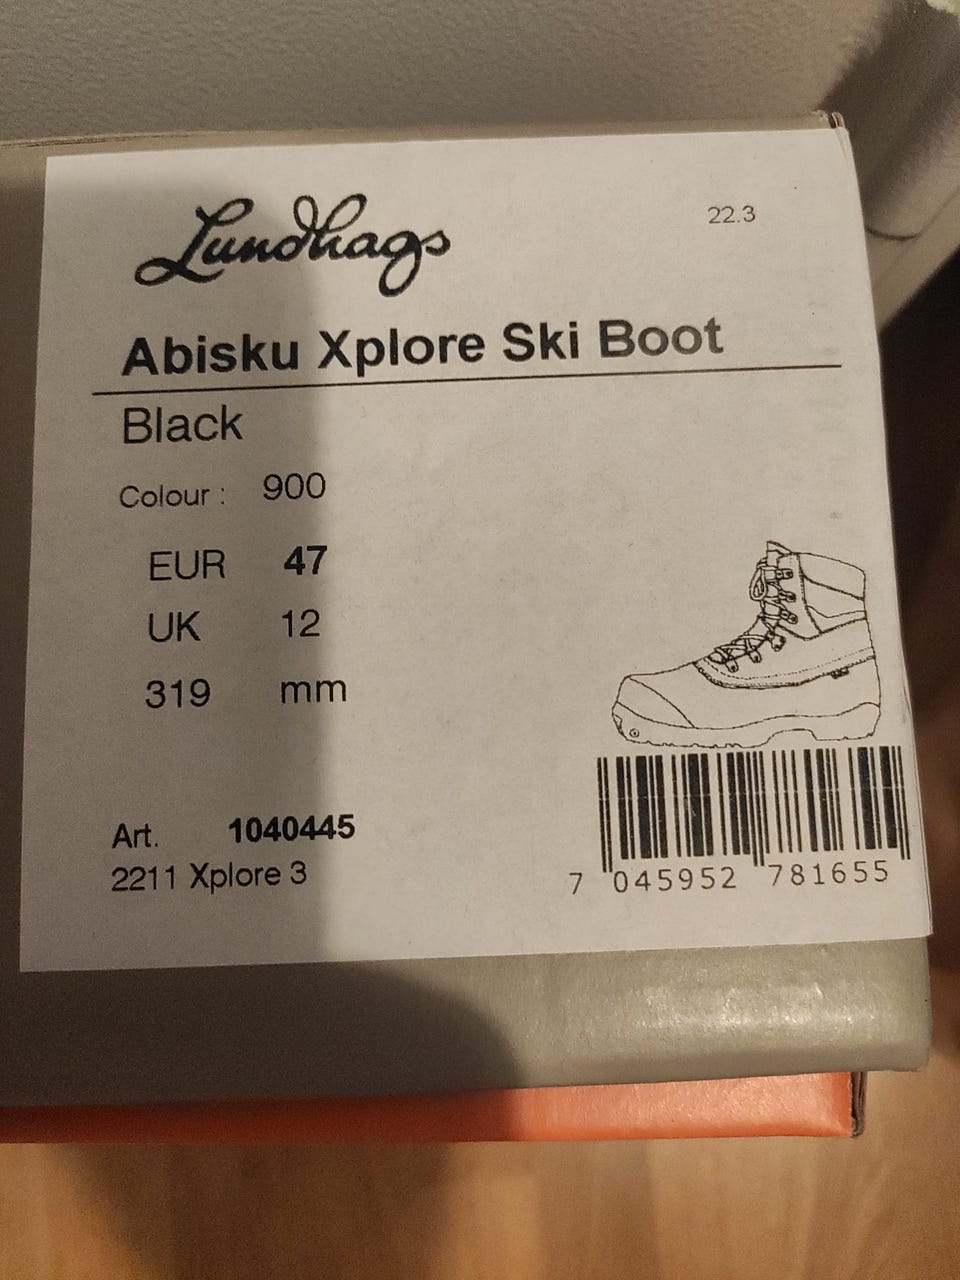 Lundhags
22.3
Abisku Xplore Ski Boot
Black
Colour : 900
EUR 47
UK 12
319 mm
Art. 1040445
2211 Xplore 3
7 045952 781655